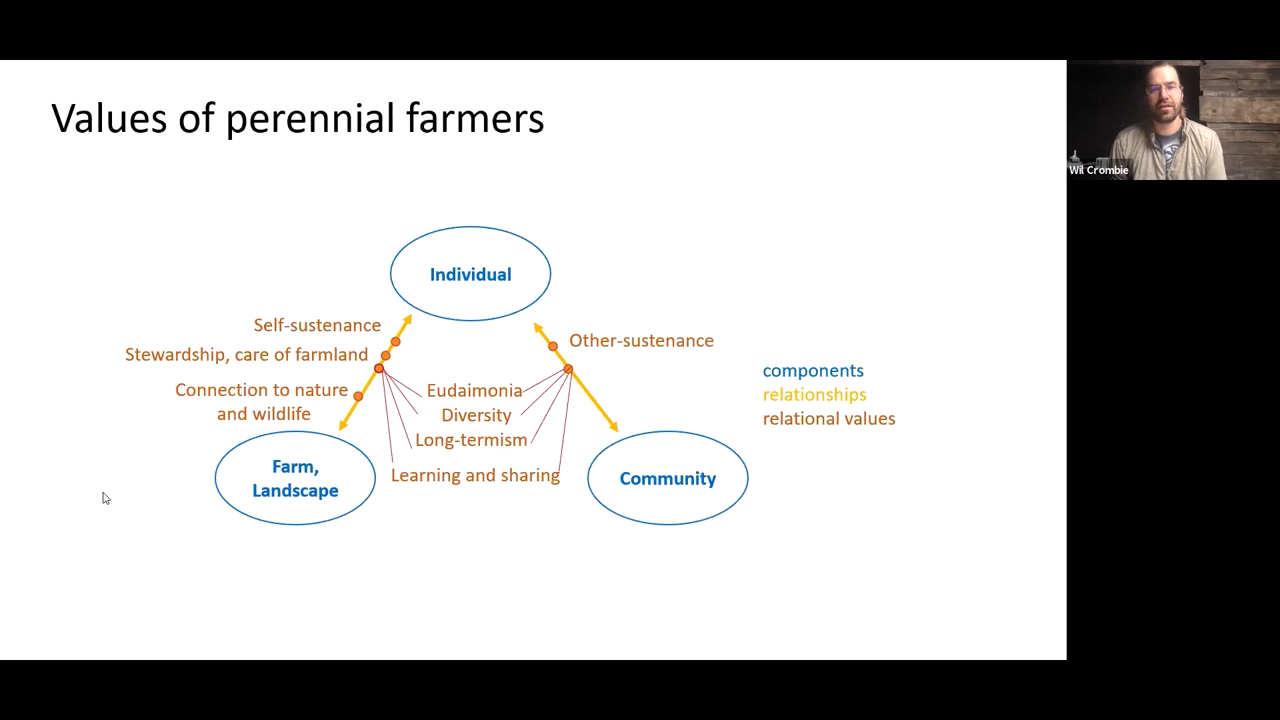 Values of perennial farmers
Wil Crombie
Individual
Self-sustenance
Stewardship, care of farmland
Connection to nature
and wildlife
Other-sustenance
Eudaimonia
Diversity
Long-termism
Learning and sharing
components
relationships
relational values
Farm,
Landscape
Community